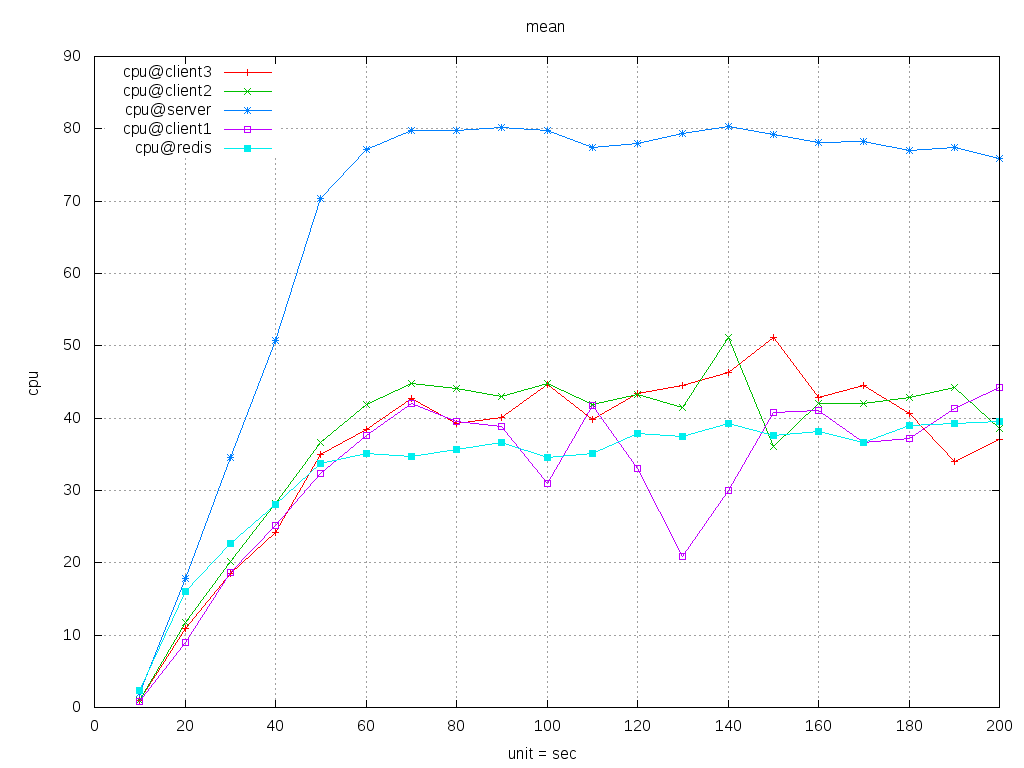 mean
90
80
70
60
50
40
30
20
10
0
cpu
cpu@client3
cpu@client2
cpu@server
cpu@client1
cpu@redis
0 20 40 60 80 100 120 140 160 180 200
unit = sec